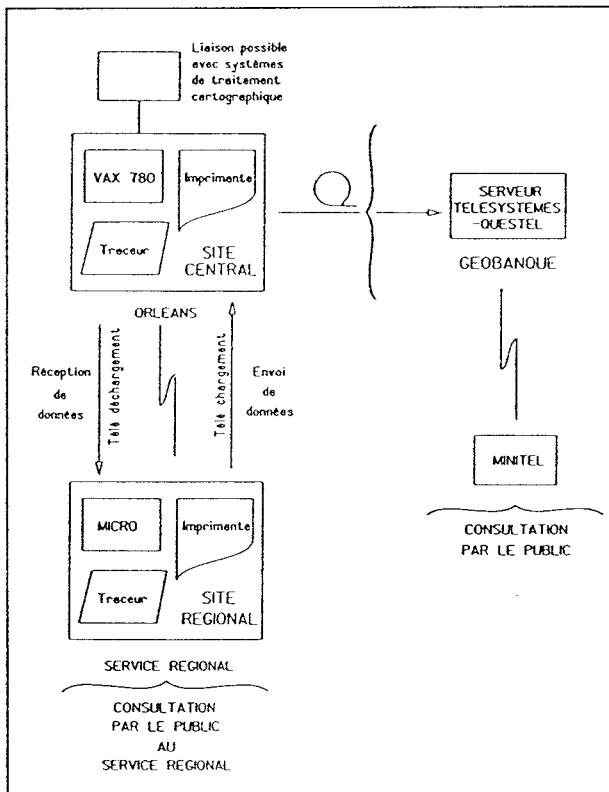 Liaison possible
avec systèmes
de traitement
cartographique
VAX 780
Imprimante
Traceur
SITE
CENTRAL
ORLEANS
SERVEUR
TELESYSTÈMES
-QUESTEL
GEOBANQUE
Réception
de
données
Télé déchargement
Télé chargement
Envoi
de
données
MINITEL
CONSULTATION
PAR LE PUBLIC
MICRO
Imprimante
Traceur
SITE
REGIONAL
SERVICE REGIONAL
CONSULTATION
PAR LE PUBLIC
AU
SERVICE REGIONAL